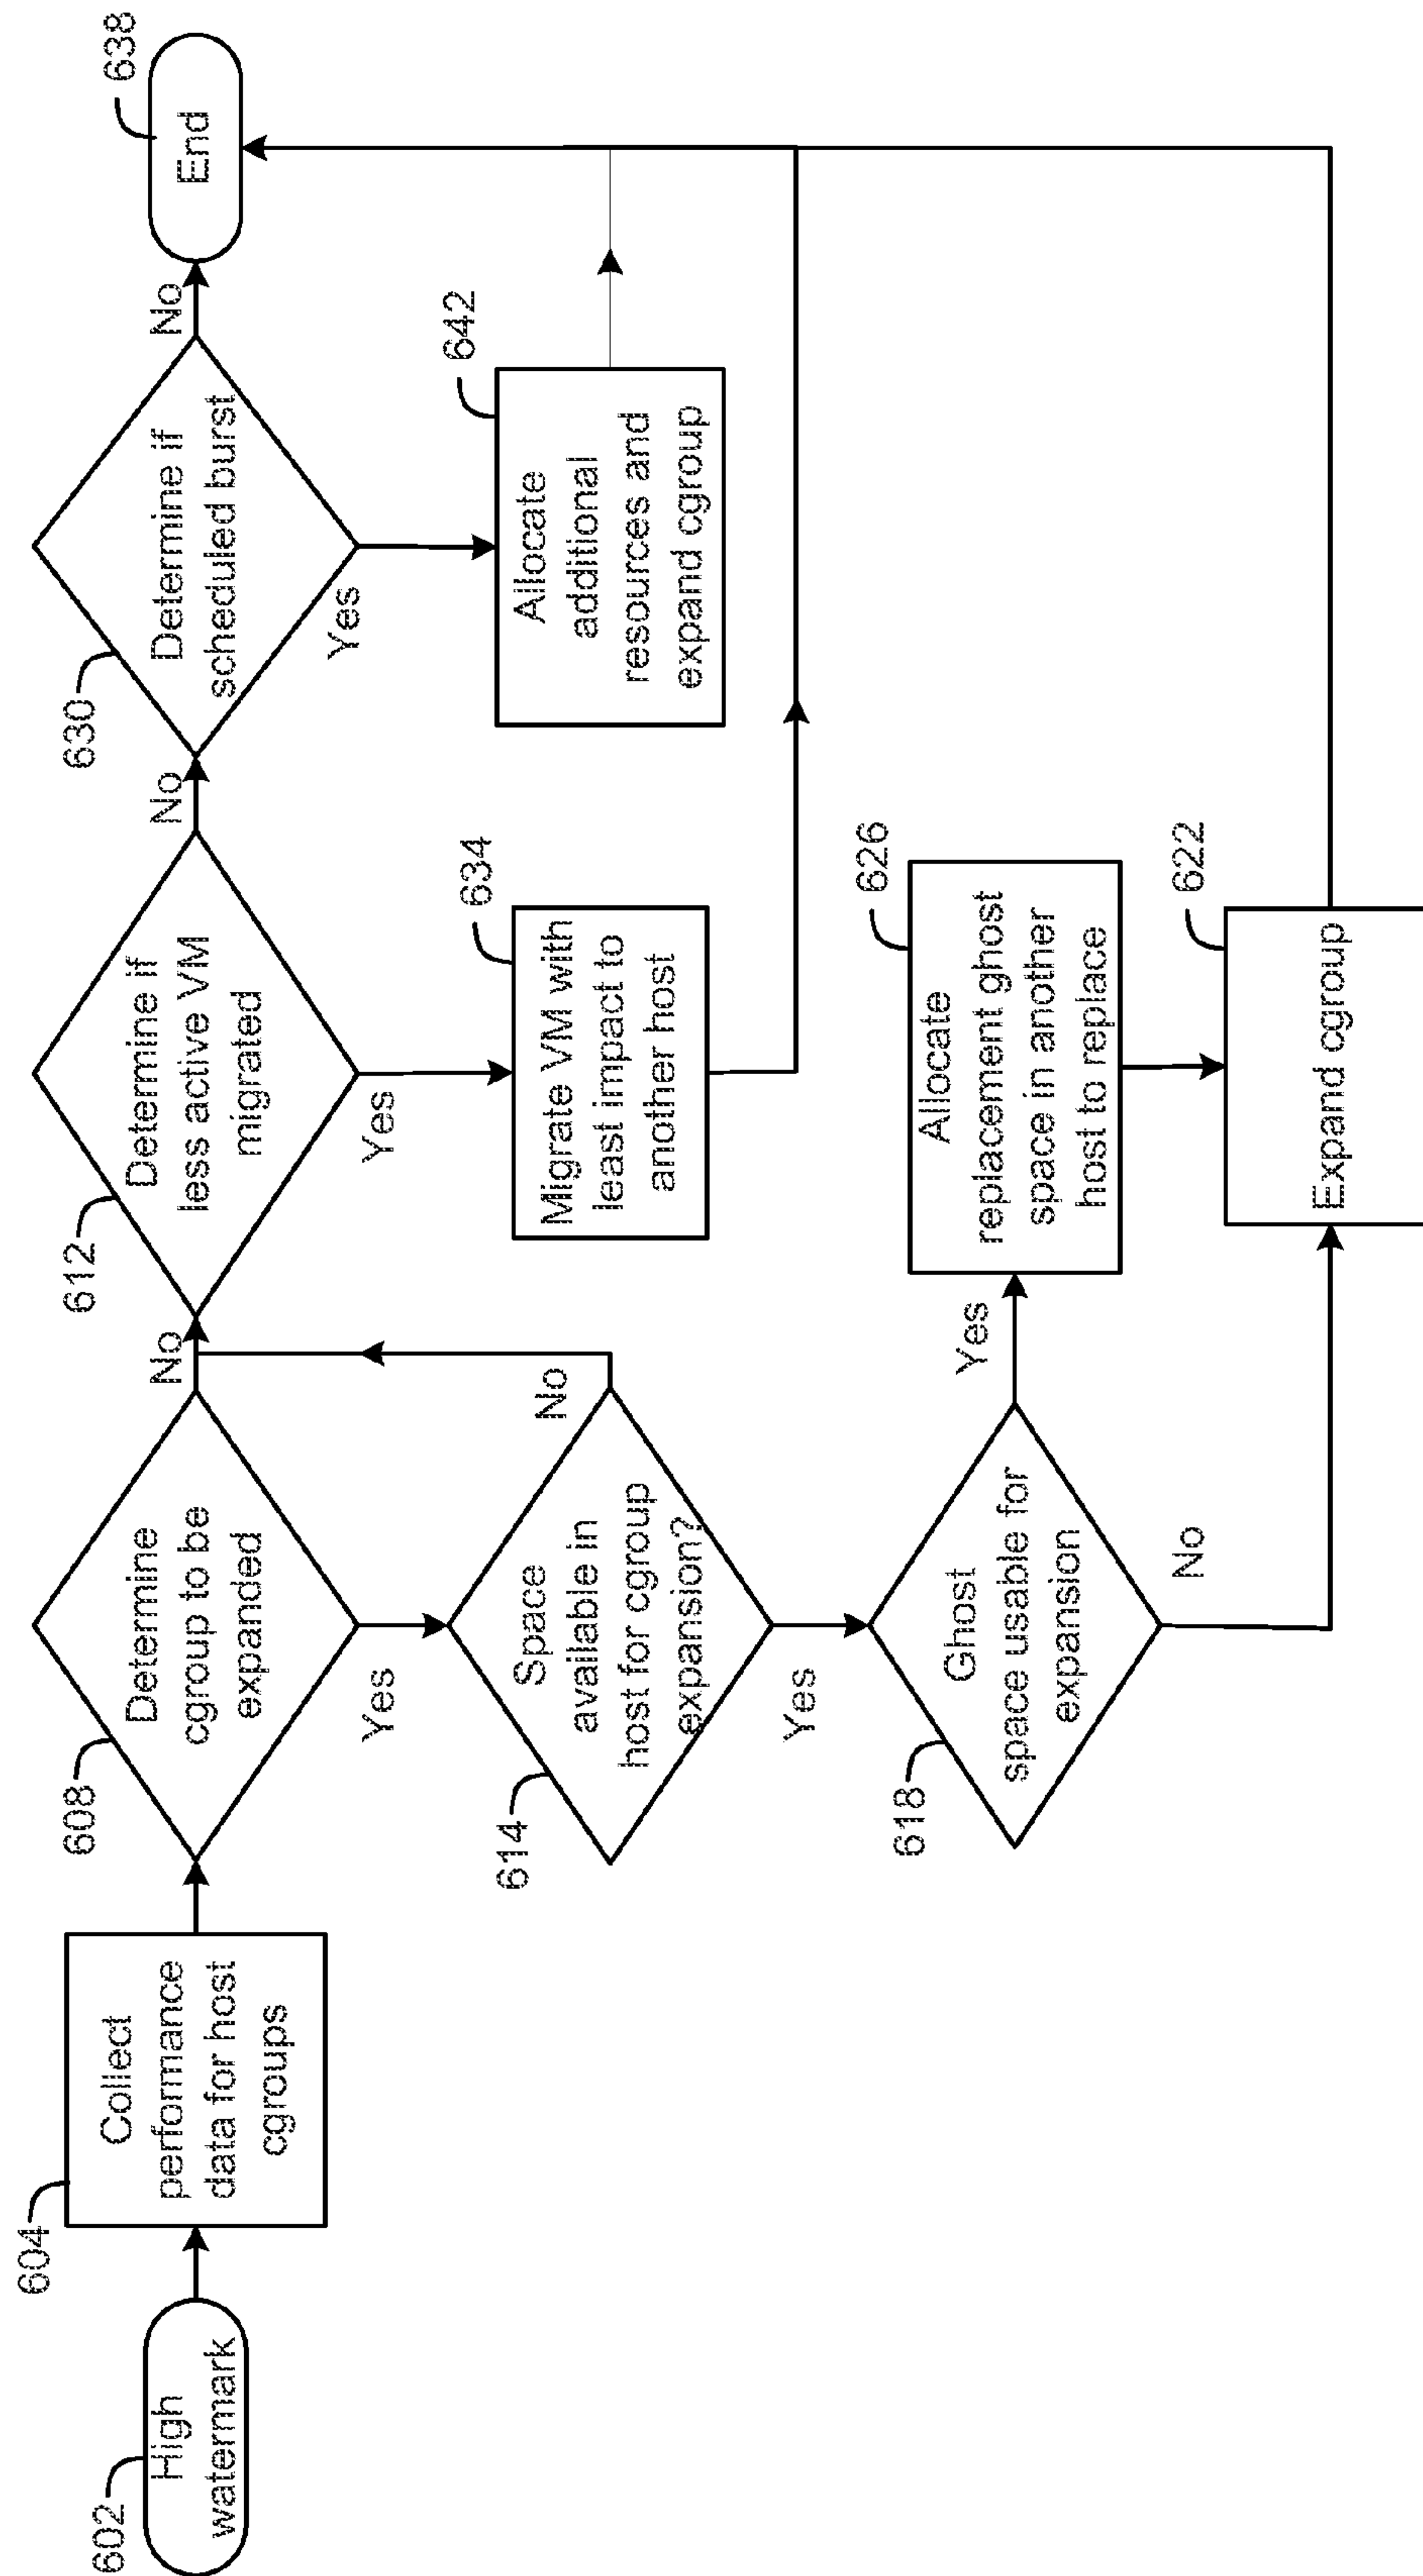 602
High
watermark
604
Collect
performance
data for host
cgroups
608
Determine
cgroup to be
expanded
No
Yes
612
Determine if
less active VM
migrated
No
Yes
630
Determine if
scheduled burst
No
Yes
638
End
614
Space
available in
host for cgroup
expansion?
No
Yes
634
Migrate VM with
least impact to
another host
642
Allocate
additional
resources and
expand cgroup
618
Ghost
space usable for
expansion
Yes
No
626
Allocate
replacement ghost
space in another
host to replace
622
Expand cgroup